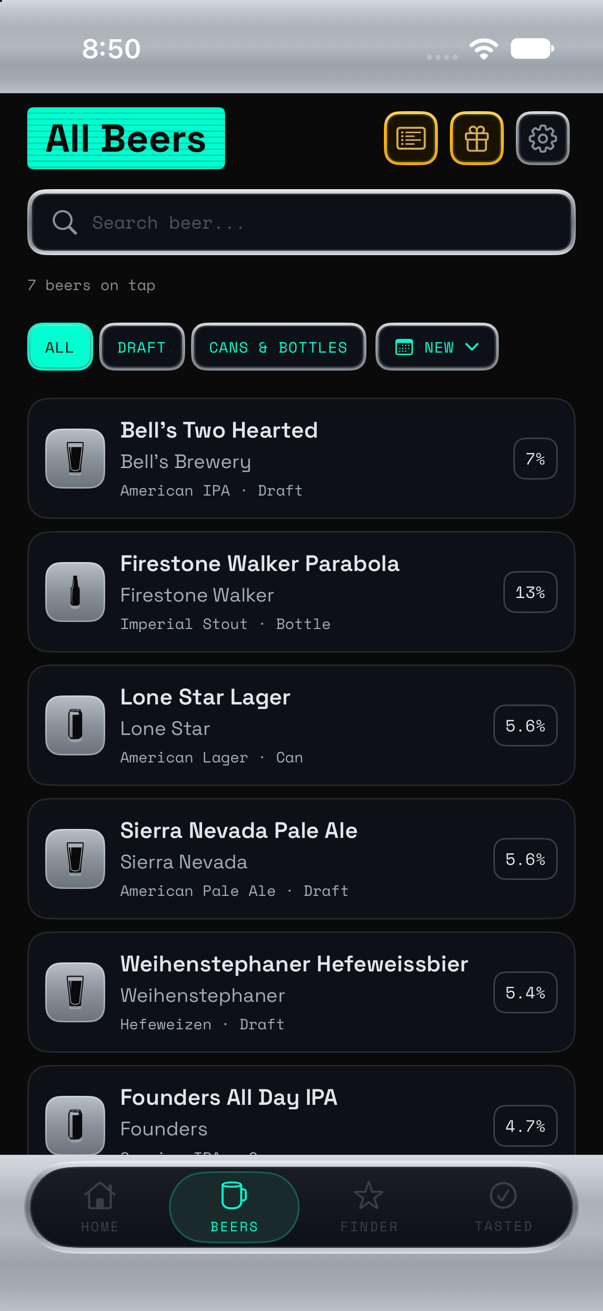 8:50
All Beers
Search beer...
7 beers on tap
ALL
DRAFT
CANS & BOTTLES
NEW
Bell's Two Hearted
Bell's Brewery
American IPA · Draft
7%
Firestone Walker Parabola
Firestone Walker
Imperial Stout · Bottle
13%
Lone Star Lager
Lone Star
American Lager · Can
5.6%
Sierra Nevada Pale Ale
Sierra Nevada
American Pale Ale · Draft
5.6%
Weihenstephaner Hefeweissbier
Weihenstephaner
Hefeweizen · Draft
5.4%
Founders All Day IPA
Founders
4.7%
HOME
BEERS
FINDER
TASTED